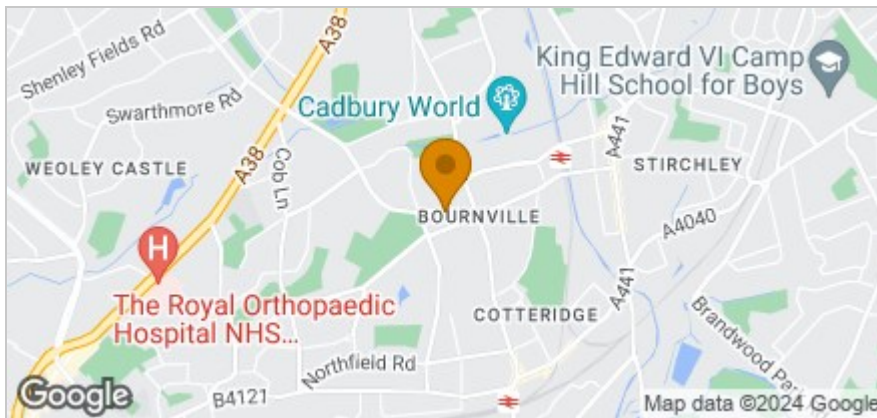 Shenley Fields Rd
A38
King Edward VI Camp
Hill School for Boys
Swarthmore Rd
Cadbury World
A441
WEOLEY CASTLE
A38
Cob Ln
STIRCHLEY
BOURNVILLE
A4040
H
The Royal Orthopaedic
Hospital NHS...
A441
COTTERIDGE
Brandwood Pa
Northfield Rd
B4121
Google
Map data ©2024 Google